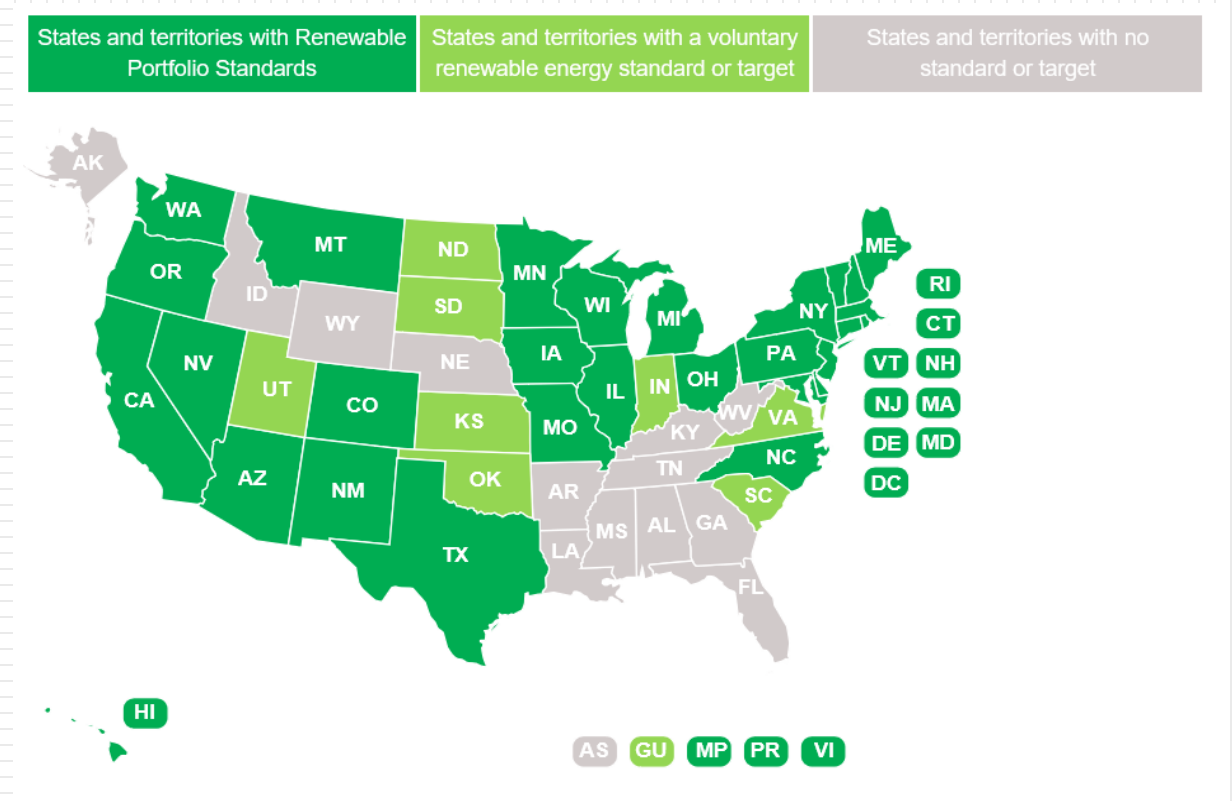 States and territories with Renewable
Portfolio Standards
States and territories with a voluntary
renewable energy standard or target
States and territories with no
standard or target
AK
WA
MT
ND
MN
ME
OR
ID
SD
WI
MI
NY
RI
WY
CT
NV
NE
IA
PA
VT
NH
CA
UT
CO
IL
IN
OH
NJ
MA
KS
MO
KY
WV
VA
DE
MD
AZ
NM
OK
AR
TN
NC
DC
TX
LA
MS
AL
GA
SC
FL
HI
AS
GU
MP
PR
VI